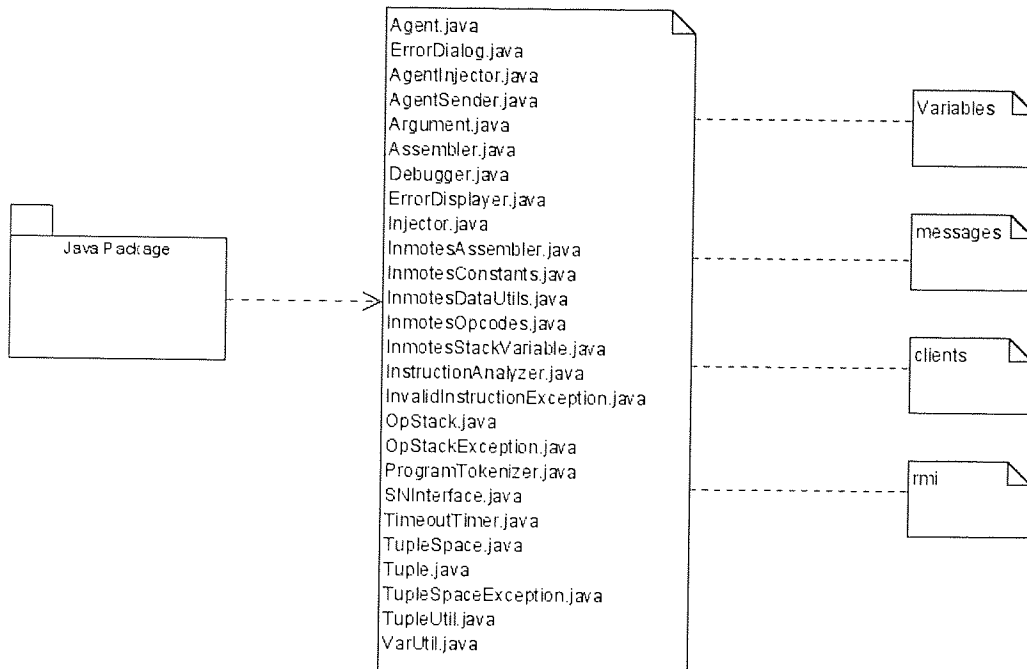 Java Package
Agent.java
ErrorDialog.java
AgentInjector.java
AgentSender.java
Argument.java
Assembler.java
Debugger.java
ErrorDisplayer.java
Injector.java
InmotesAssembler.java
InmotesConstants.java
InmotesDataUtils.java
InmotesOpcodes.java
InmotesStackVariable.java
InstructionAnalyzer.java
InvalidInstructionException.java
OpStack.java
OpStackException.java
ProgramTokenizer.java
SNInterface.java
TimeoutTimer.java
TupleSpace.java
Tuple.java
TupleSpaceException.java
TupleUtil.java
VarUtil.java
Variables
messages
clients
rmi